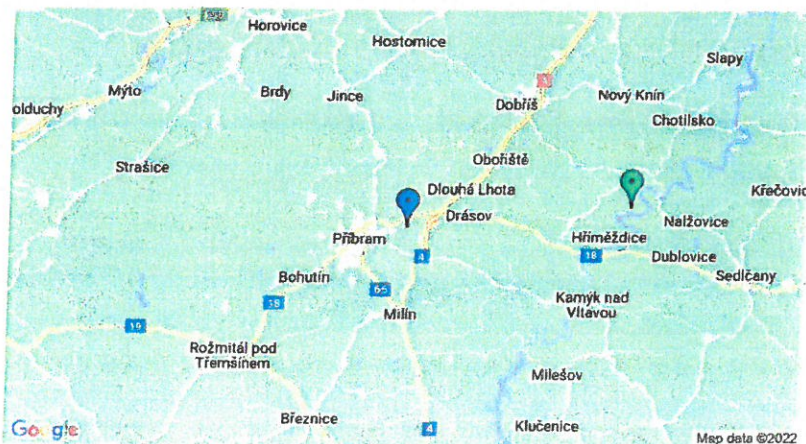 Horovice
Hostomice
Slapy
Mýto
Brdy
Jince
Dobříš
Nový Knín
olduchy
Chotilsko
Strašice
Obořiště
Dlouhá Lhota
Křečovic
Drásov
Nalžovice
Příbram
Hříměždice
4
18
Dublovice
Bohutín
Sedlčany
65
18
Kamýk nad
Vltavou
Milín
19
Rožmitál pod
Třemšínem
Milešov
Březnice
4
Klučenice
Google
Map data ©2022